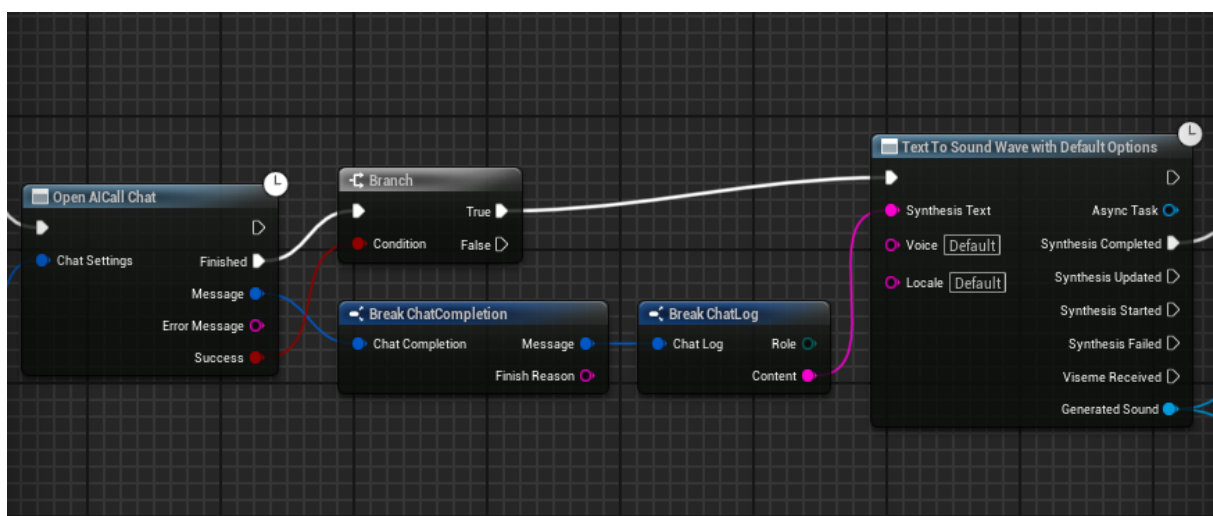 Open AICall Chat
Chat Settings
Finished
Message
Error Message
Success
Branch
True
Condition
False
Break ChatCompletion
Chat Completion
Message
Finish Reason
Break ChatLog
Chat Log
Role
Content
Text To Sound Wave with Default Options
Synthesis Text
Async Task
Voice Default
Synthesis Completed
Locale Default
Synthesis Updated
Synthesis Started
Synthesis Failed
Viseme Received
Generated Sound